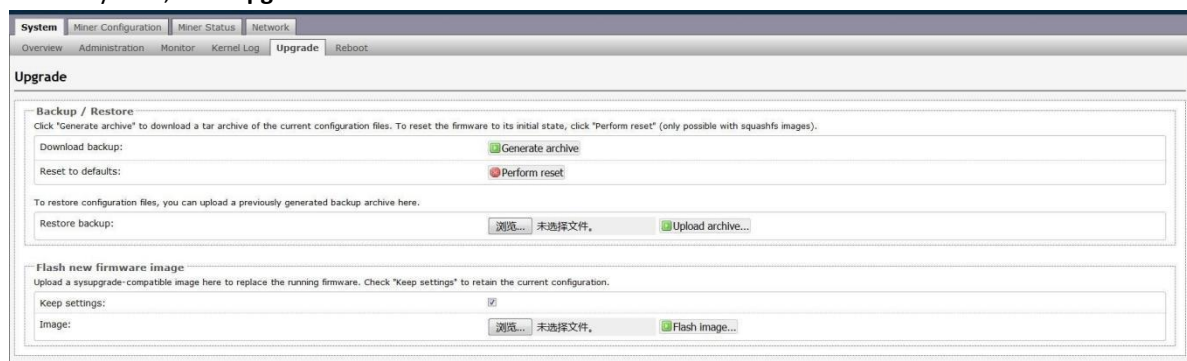 System Miner Configuration Miner Status Network
Overview Administration Monitor Kernel Log Upgrade Reboot
Upgrade
Backup / Restore
Click "Generate archive" to download a tar archive of the current configuration files. To reset the firmware to its initial state, click "Perform reset" (only possible with squashfs images).
Download backup: Generate archive
Reset to defaults: Perform reset
To restore configuration files, you can upload a previously generated backup archive here.
Restore backup: 浏览... 未选择文件。 Upload archive...
Flash new firmware image
Upload a sysupgrade-compatible image here to replace the running firmware. Check "Keep settings" to retain the current configuration.
Keep settings:
Image: 浏览... 未选择文件。 Flash image...